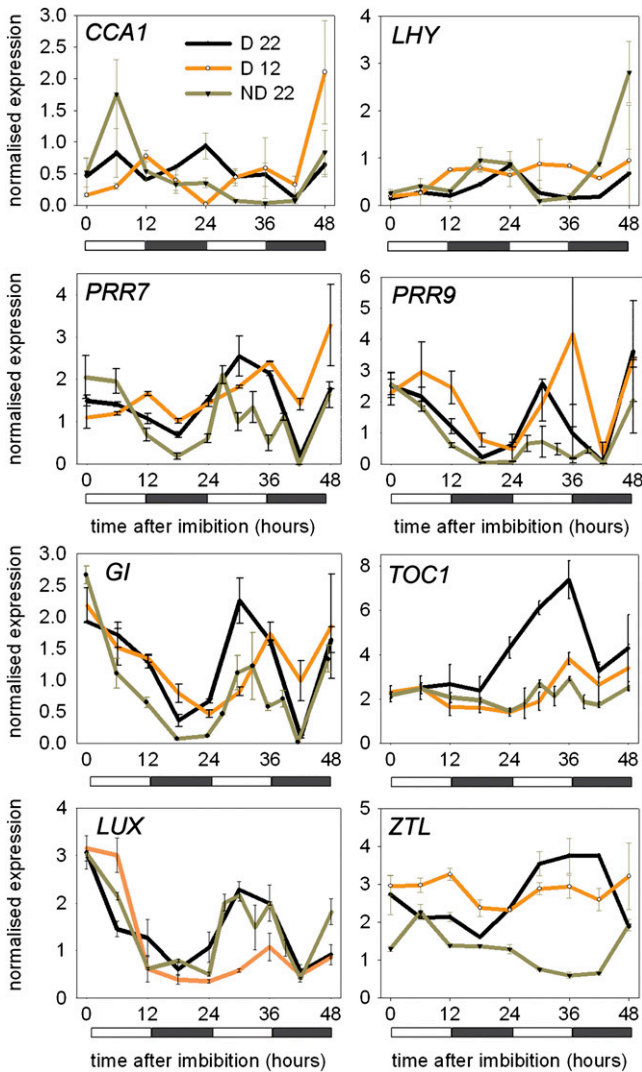 CCA1
D 22
D 12
ND 22
normalised expression
3.0
2.5
2.0
1.5
1.0
0.5
0.0
0 12 24 36 48
LHY
4
3
2
1
0
0 12 24 36 48
PRR7
normalised expression
4
3
2
1
0
0 12 24 36 48
time after imbibition (hours)
PRR9
6
5
4
3
2
1
0
0 12 24 36 48
time after imbibition (hours)
GI
normalised expression
3.0
2.5
2.0
1.5
1.0
0.5
0.0
0 12 24 36 48
TOC1
8
6
4
2
0
0 12 24 36 48
LUX
normalised expression
4
3
2
1
0
0 12 24 36 48
time after imbibition (hours)
ZTL
5
4
3
2
1
0
0 12 24 36 48
time after imbibition (hours)